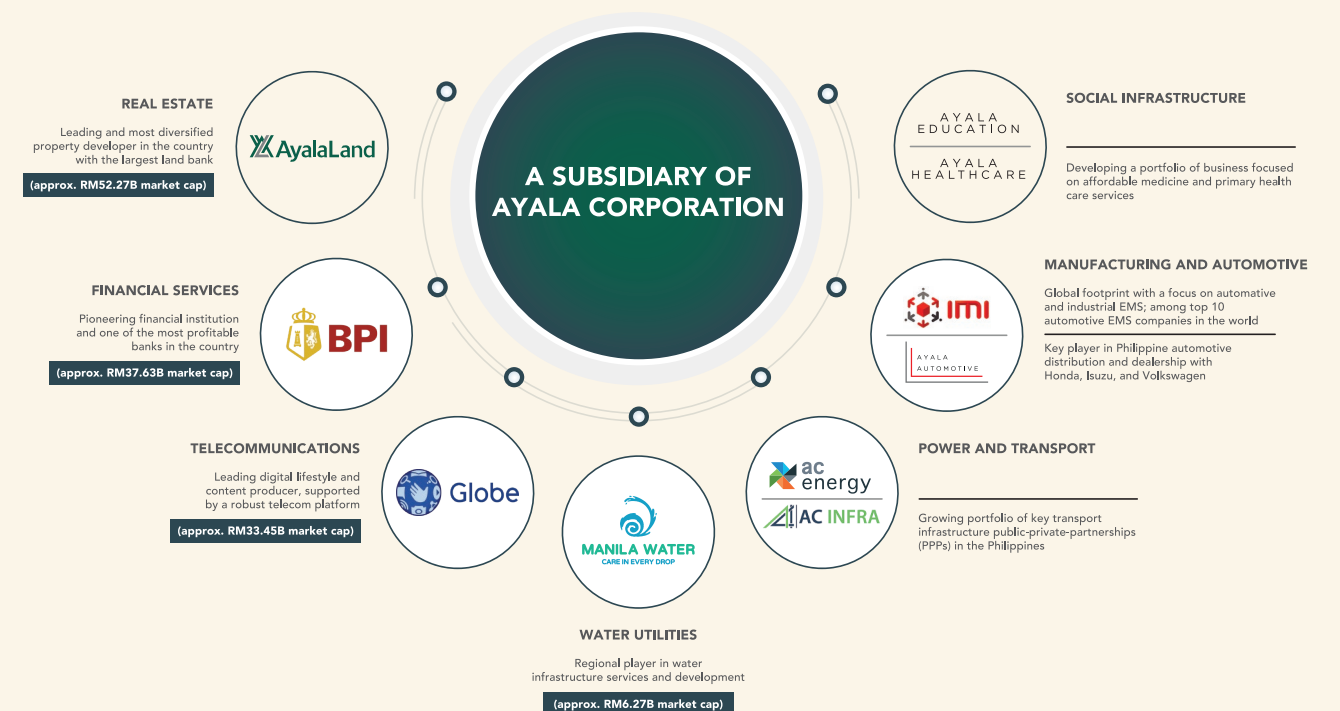 A SUBSIDIARY OF
AYALA CORPORATION
REAL ESTATE
Leading and most diversified
property developer in the country
with the largest land bank
(approx. RM52.27B market cap)
AyalaLand
FINANCIAL SERVICES
Pioneering financial institution
and one of the most profitable
banks in the country
(approx. RM37.63B market cap)
BPI
TELECOMMUNICATIONS
Leading digital lifestyle and
content producer, supported
by a robust telecom platform
(approx. RM33.45B market cap)
Globe
MANILA WATER
CARE IN EVERY DROP
WATER UTILITIES
Regional player in water
infrastructure services and development
(approx. RM6.27B market cap)
ac
energy
AC INFRA
POWER AND TRANSPORT
Growing portfolio of key transport
infrastructure public-private-partnerships
(PPPs) in the Philippines
IMI
AYALA
AUTOMOTIVE
MANUFACTURING AND AUTOMOTIVE
Global footprint with a focus on automative
and industrial EMS; among top 10
automotive EMS companies in the world
Key player in Philippine automotive
distribution and dealership with
Honda, Isuzu, and Volkswagen
AYALA
EDUCATION
AYALA
HEALTHCARE
SOCIAL INFRASTRUCTURE
Developing a portfolio of business focused
on affordable medicine and primary health
care services